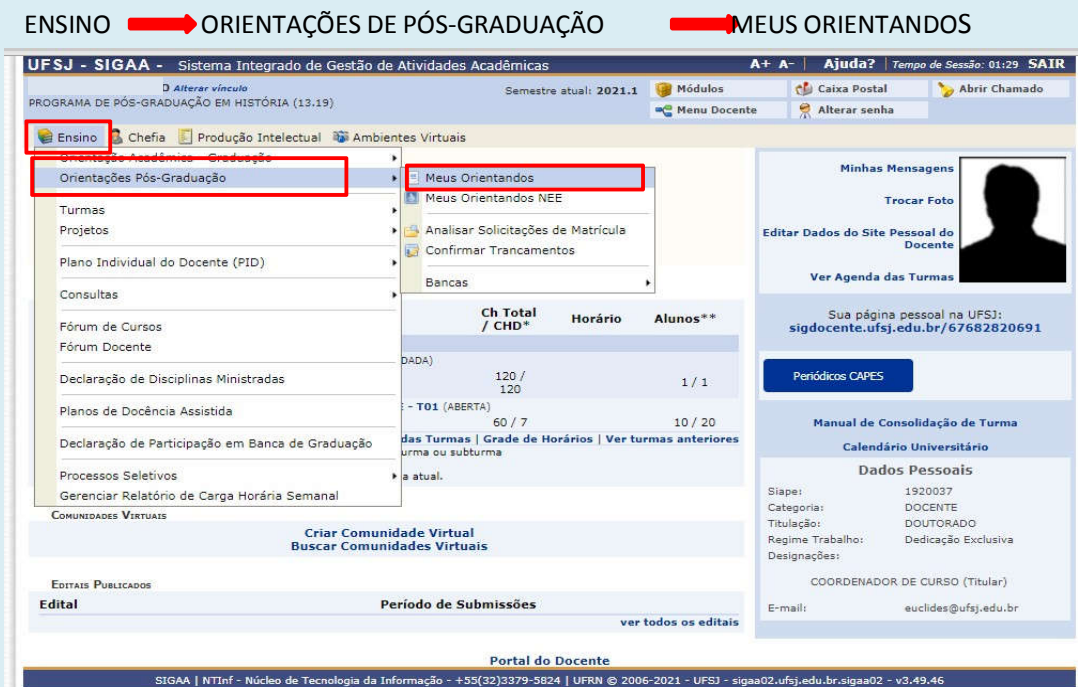 ENSINO ORIENTAÇÕES DE PÓS-GRADUAÇÃO MEUS ORIENTANDOS
UFSJ - SIGAA - Sistema Integrado de Gestão de Atividades Acadêmicas A+ A- | Ajuda? | Tempo de Sessão: 01:29 SAIR
Alterar vínculo
PROGRAMA DE PÓS-GRADUAÇÃO EM HISTÓRIA (13.19)
Semestre atual: 2021.1
Módulos Caixa Postal Abrir Chamado
Menu Docente Alterar senha
Ensino Chefia Produção Intelectual Ambientes Virtuais
Orientação Acadêmica - Graduação
Orientações Pós-Graduação
Turmas
Projetos
Plano Individual do Docente (PID)
Consultas
Fórum de Cursos
Fórum Docente
Declaração de Disciplinas Ministradas
Planos de Docência Assistida
Declaração de Participação em Banca de Graduação
Processos Seletivos
Gerenciar Relatório de Carga Horária Semanal
Meus Orientandos
Meus Orientandos NEE
Analisar Solicitações de Matrícula
Confirmar Trancamentos
Bancas
Ch Total / CHD* Horário Alunos**
DADA)
120 / 120 1 / 1
- T01 (ABERTA)
60 / 7 10 / 20
das Turmas | Grade de Horários | Ver turmas anteriores
urma ou subturma
a atual.
COMUNIDADES VIRTUAIS
Criar Comunidade Virtual
Buscar Comunidades Virtuais
EDITAIS PUBLICADOS
Edital Período de Submissões
ver todos os editais
Minhas Mensagens
Trocar Foto
Editar Dados do Site Pessoal do
Docente
Ver Agenda das Turmas
Sua página pessoal na UFSJ:
sigdocente.ufsj.edu.br/67682820691
Periódicos CAPES
Manual de Consolidação de Turma
Calendário Universitário
Dados Pessoais
Siape: 1920037
Categoria: DOCENTE
Titulação: DOUTORADO
Regime Trabalho: Dedicação Exclusiva
Designações:
COORDENADOR DE CURSO (Titular)
E-mail: euclides@ufsj.edu.br
Portal do Docente
SIGAA | NTInf - Núcleo de Tecnologia da Informação - +55(32)3379-5824 | UFRN © 2006-2021 - UFSJ - sigaa02.ufsj.edu.br.sigaa02 - v3.49.46